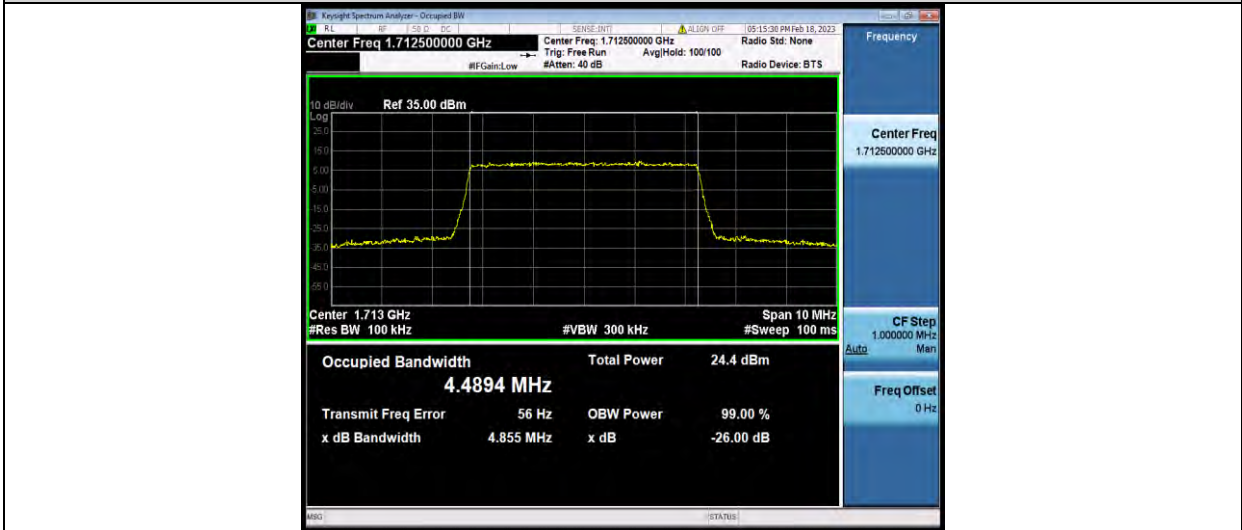 Keysight Spectrum Analyzer - Occupied BW
RL RF 50 Ω DC SENSE:INT ALIGN OFF 05:15:30 PM Feb 18, 2023
Center Freq 1.712500000 GHz
Center Freq: 1.712500000 GHz Radio Std: None
Trig: Free Run Avg|Hold: 100/100
#IFGain:Low #Atten: 40 dB Radio Device: BTS
10 dB/div Ref 35.00 dBm
Log
25.0
15.0
5.00
-5.00
-15.0
-25.0
-35.0
-45.0
-55.0
Center 1.713 GHz Span 10 MHz
#Res BW 100 kHz #VBW 300 kHz #Sweep 100 ms
Occupied Bandwidth Total Power 24.4 dBm
4.4894 MHz
Transmit Freq Error 56 Hz OBW Power 99.00 %
x dB Bandwidth 4.855 MHz x dB -26.00 dB
MSG STATUS
Frequency
Center Freq
1.712500000 GHz
CF Step
1.000000 MHz
Auto Man
Freq Offset
0 Hz